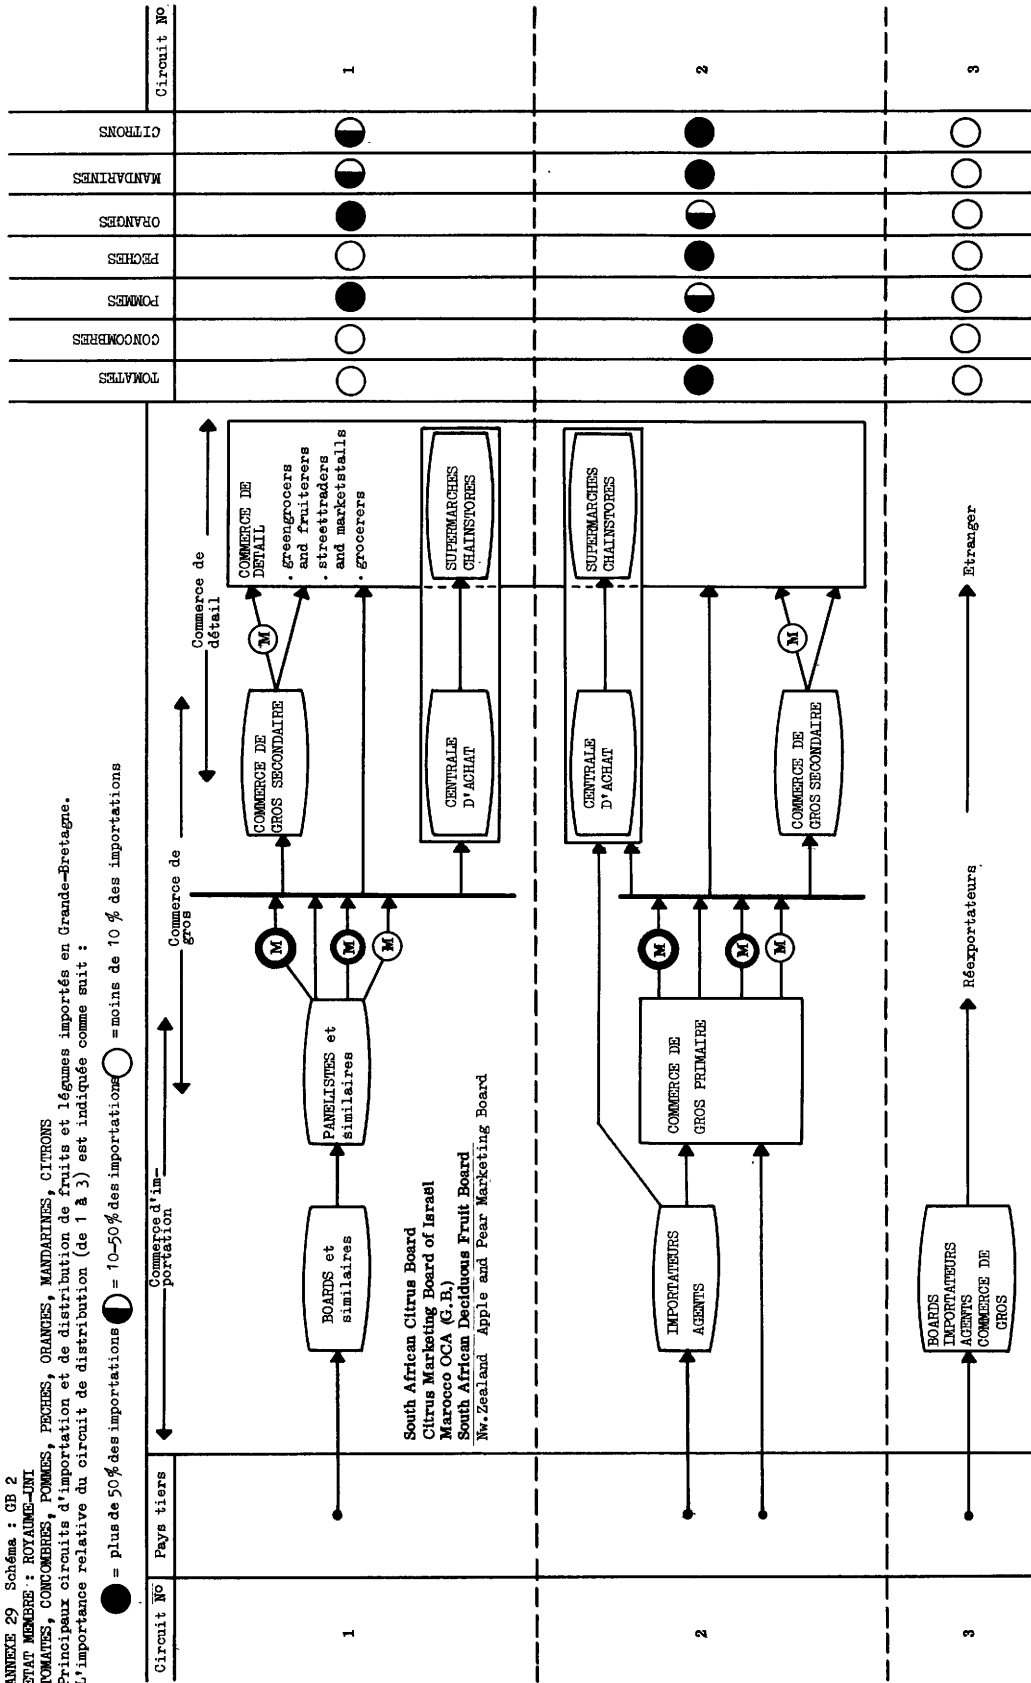 ANNEXE 29 Schéma : GB 2
ETAT MEMBRE : ROYAUME-UNI
TOMATES, CONCOMBRES, POMMES, PECHES, ORANGES, MANDARINES, CITRONS
Principaux circuits d'importation et de distribution de fruits et légumes importés en Grande-Bretagne.
L'importance relative du circuit de distribution (de 1 à 3) est indiquée comme suit :
= plus de 50 % des importations = 10-50 % des importations = moins de 10 % des importations
Circuit No
Pays tiers
Commerce d'im-
portation
Commerce de
gros
Commerce de
détail
TOMATES
CONCOMBRES
POMMES
PECHES
ORANGES
MANDARINES
CITRONS
Circuit No
1
BOARDS et
similaires
PANELISTES et
similaires
M
M
M
COMMERCE DE
GROS SECONDAIRE
M
COMMERCE DE
DETAIL
. greengrocers
and fruiterers
. streettraders
and marketstalls
. grocerers
CENTRALE
D'ACHAT
SUPERMARCHES
CHAINSTORES
1
South African Citrus Board
Citrus Marketing Board of Israël
Marocco OCA (G.B.)
South African Deciduous Fruit Board
Nw.Zealand Apple and Pear Marketing Board
2
IMPORTATEURS
AGENTS
COMMERCE DE
GROS PRIMAIRE
M
M
M
CENTRALE
D'ACHAT
SUPERMARCHES
CHAINSTORES
COMMERCE DE
GROS SECONDAIRE
M
2
3
BOARDS
IMPORTATEURS
AGENTS
COMMERCE DE
GROS
Réexportateurs
Etranger
3